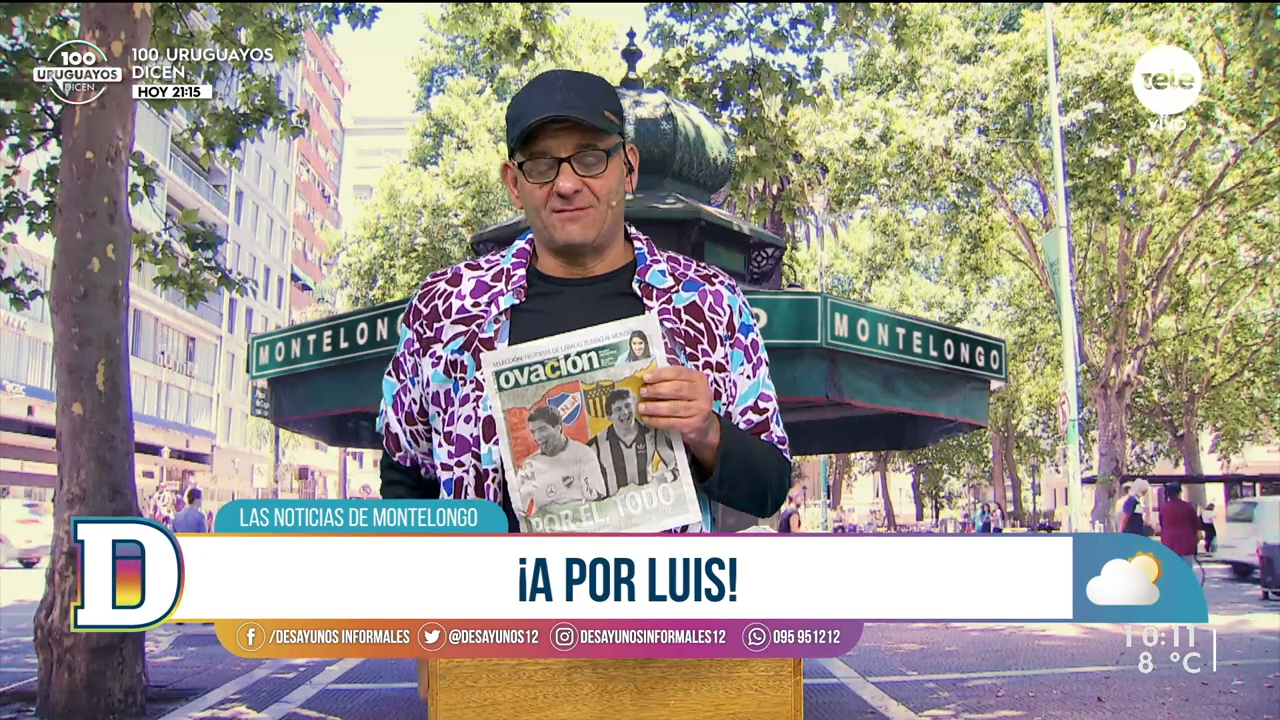 100
URUGUAYOS
DICEN
100 URUGUAYOS
DICEN
HOY 21:15
tele
VIVO
MONTELONGO
MONTELONGO
ovación
POR EL TODO
LAS NOTICIAS DE MONTELONGO
D
¡A POR LUIS!
/DESAYUNOS INFORMALES
@DESAYUNOS12
DESAYUNOSINFORMALES12
095 951212
10:11
8 °C